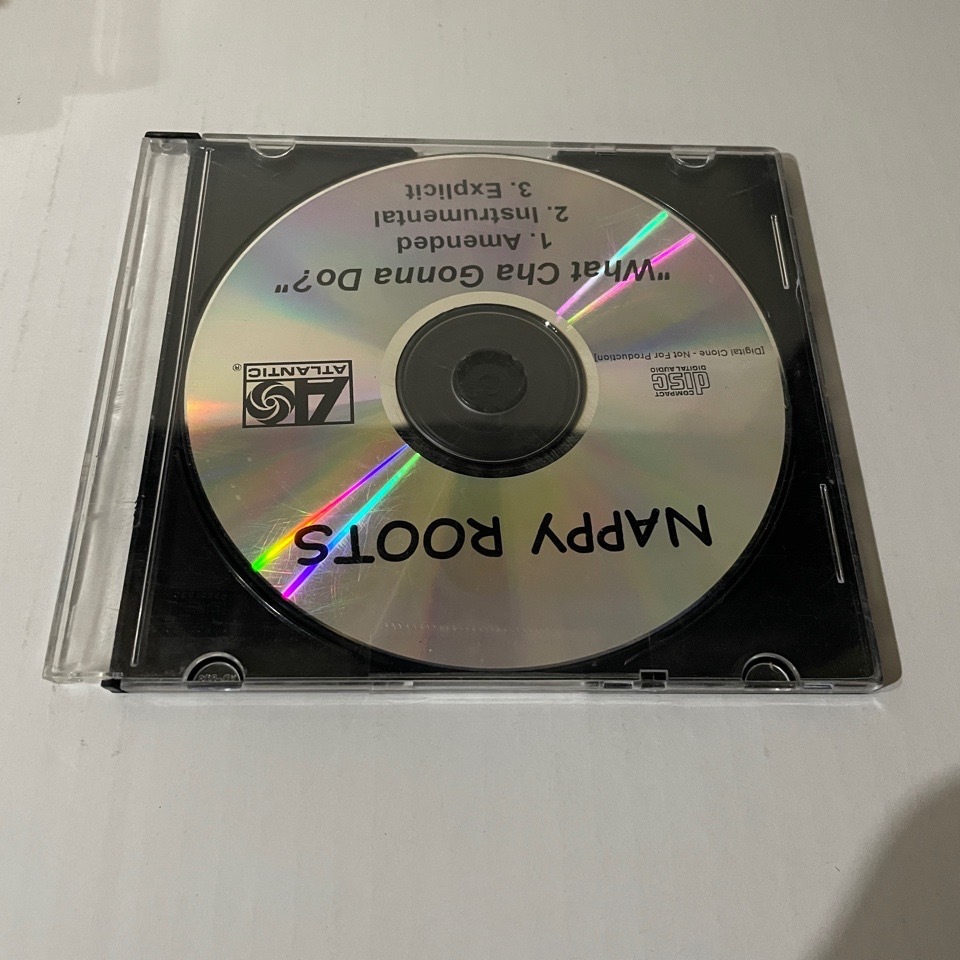 NAPPY ROOTS
COMPACT
disc
DIGITAL AUDIO
[Digital Clone - Not For Production]
ATLANTIC
®
"What Cha Gonna Do?"
1. Amended
2. Instrumental
3. Explicit